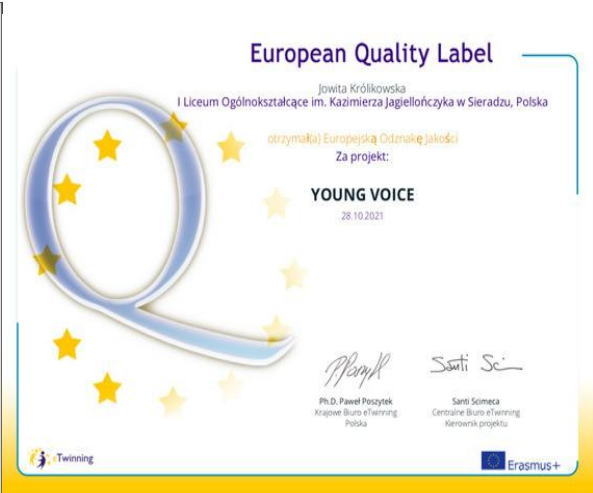 European Quality Label
Jowita Królikowska
I Liceum Ogólnokształcące im. Kazimierza Jagiellończyka w Sieradzu, Polska
otrzymał(a) Europejską Odznakę Jakości
Za projekt:
YOUNG VOICE
28.10.2021
Ph.D. Paweł Poszytek
Krajowe Biuro eTwinning
Polska
Santi Scimeca
Centralne Biuro eTwinning
Kierownik projektu
eTwinning
Erasmus+